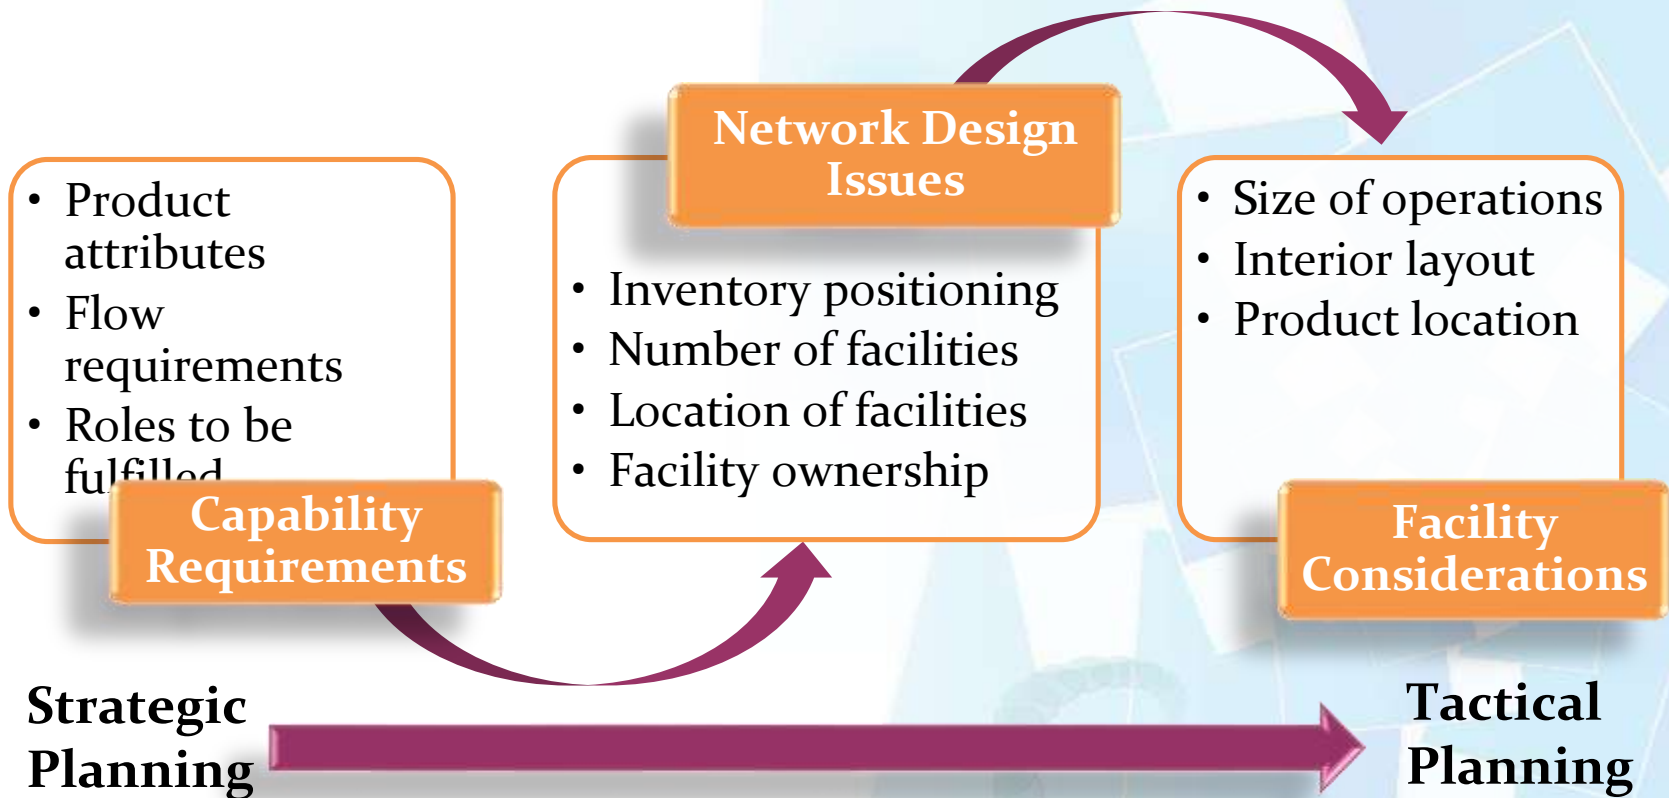 • Product
attributes
• Flow
requirements
• Roles to be
fulfilled
Capability
Requirements
Network Design
Issues
• Inventory positioning
• Number of facilities
• Location of facilities
• Facility ownership
• Size of operations
• Interior layout
• Product location
Facility
Considerations
Strategic
Planning
Tactical
Planning